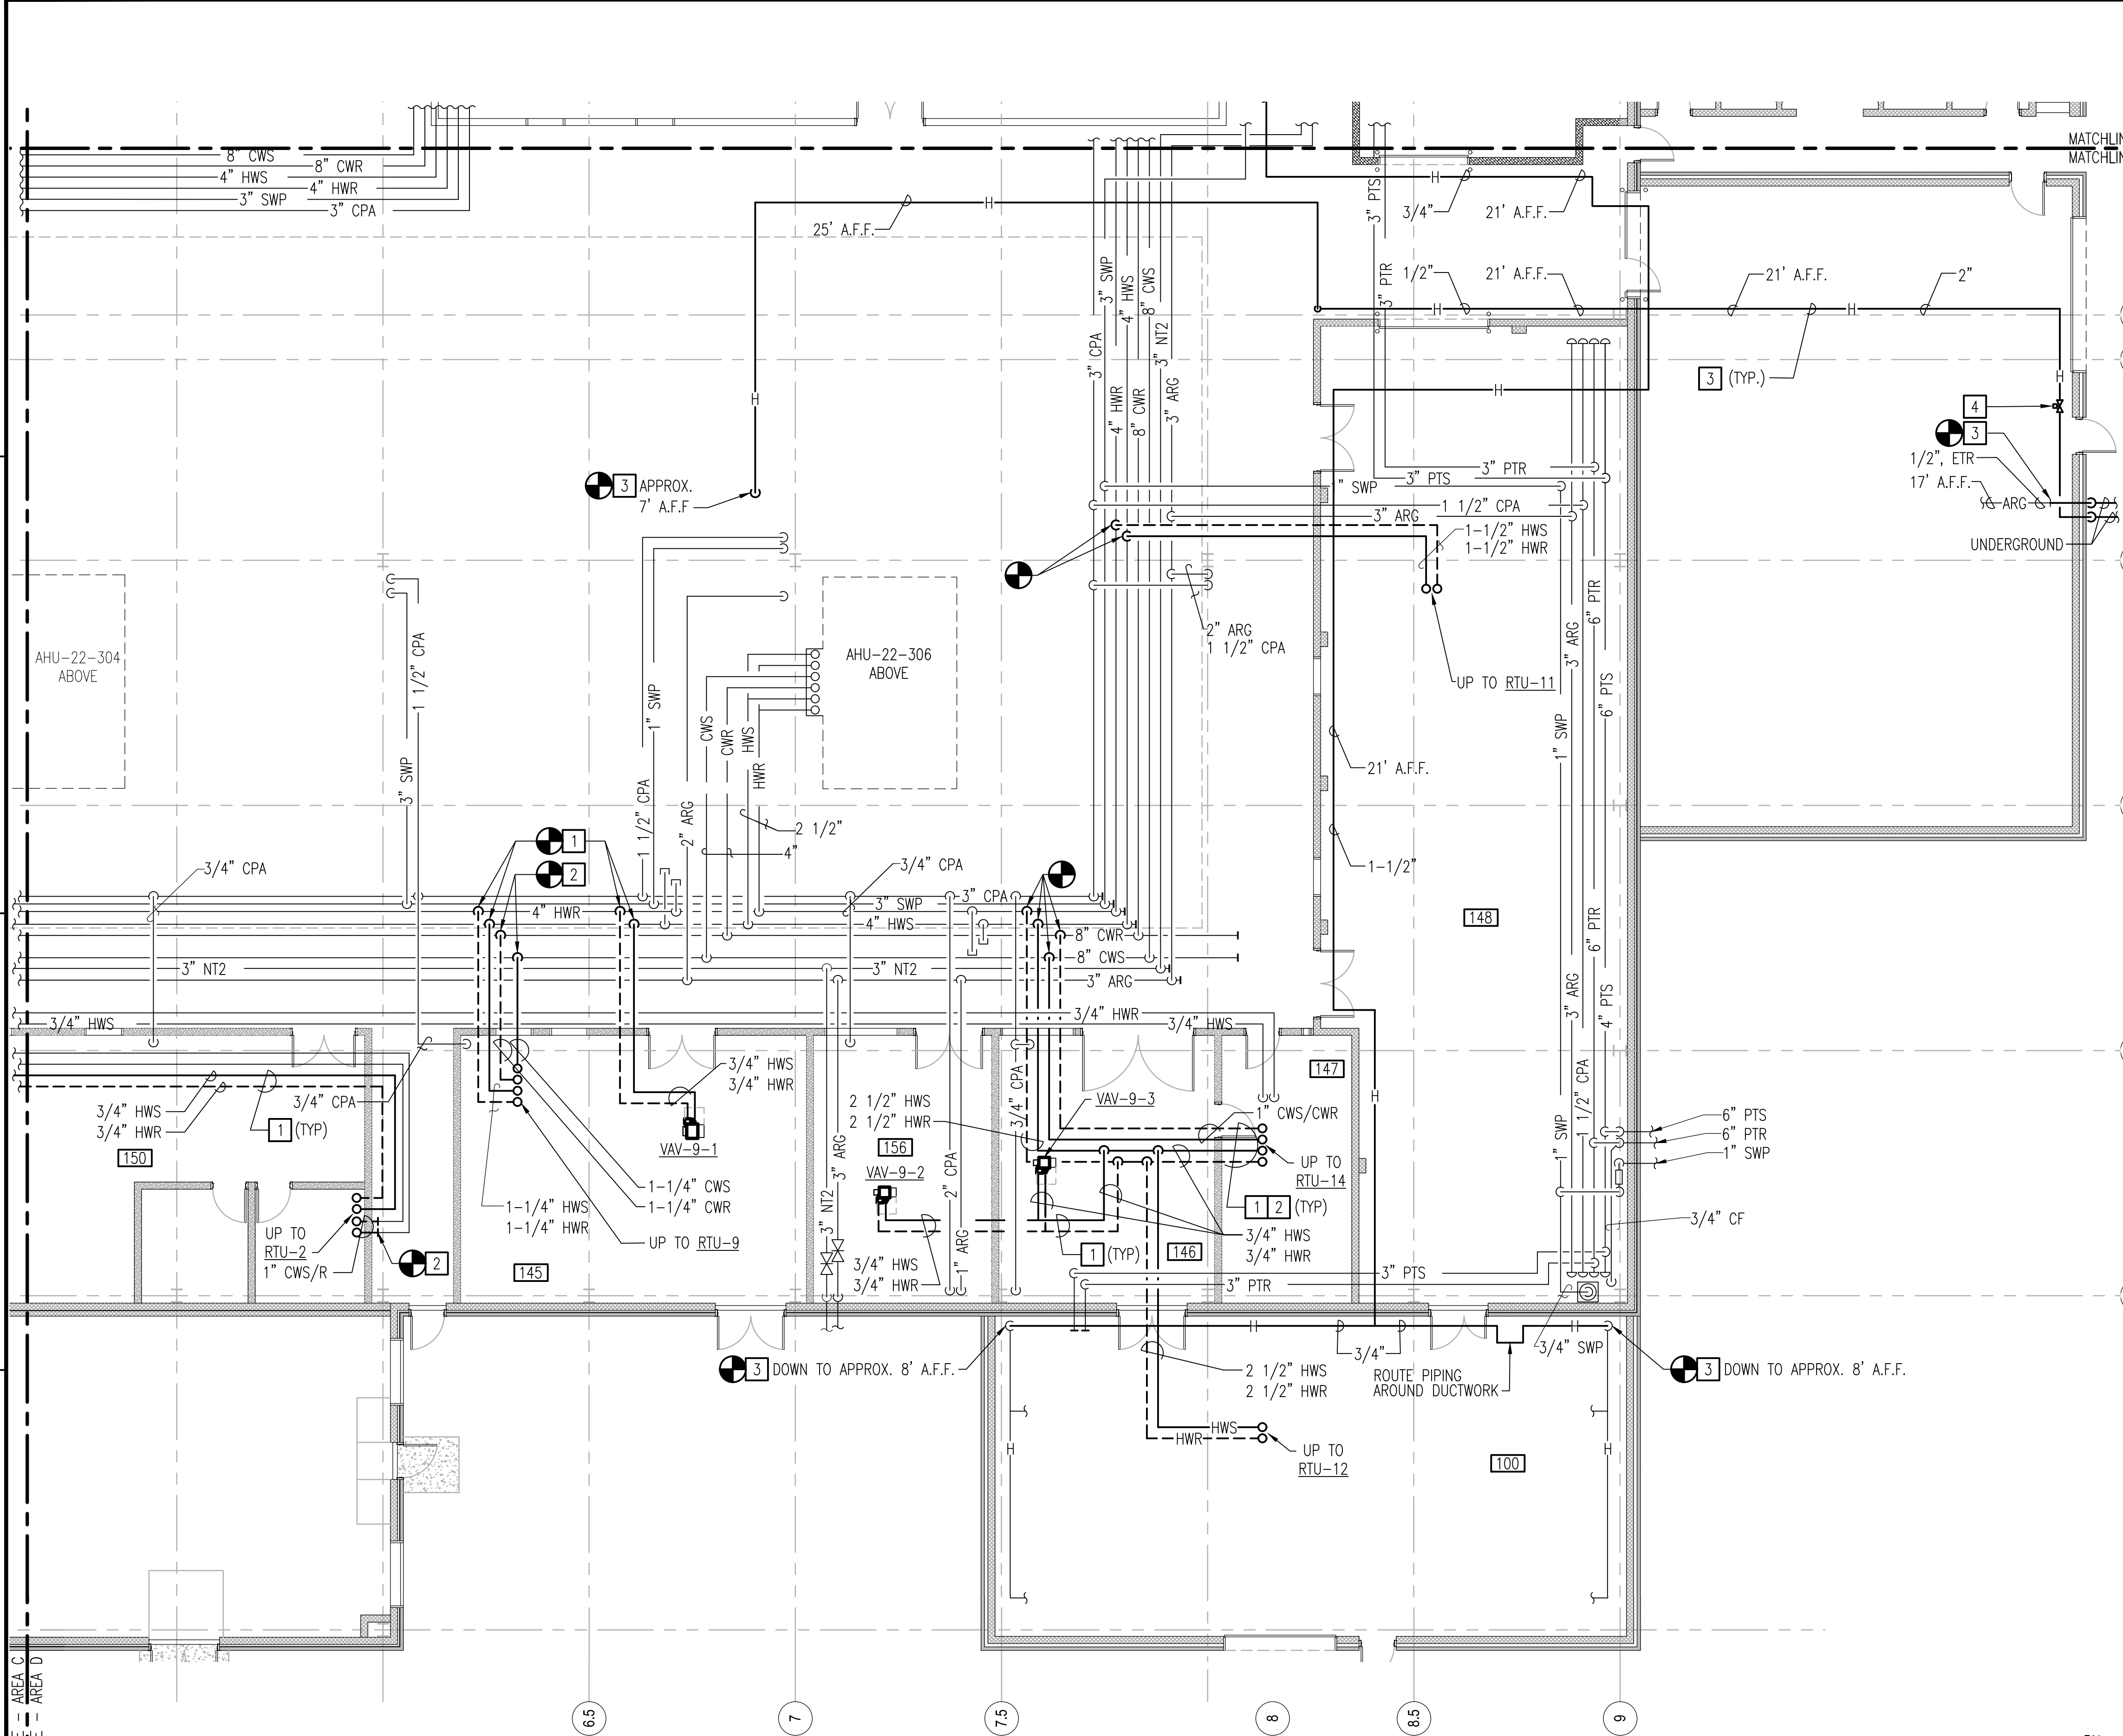 MATCHLIN
MATCHLIN
8" CWS
8" CWR
4" HWS
4" HWR
3" SWP
3" CPA
25' A.F.F.
H
H
3" PTS
3/4"
21' A.F.F.
3" PTR
1/2"
21' A.F.F.
H
21' A.F.F.
H
2"
3" CPA
3" SWP
4" HWR
4" HWS
8" CWR
8" CWS
3" NT2
3" ARG
H
H
H
3 (TYP.)
4
3
1/2", ETR
17' A.F.F.
ARG
UNDERGROUND
3 APPROX.
7' A.F.F
3" PTR
3" PTS
1" SWP
1 1/2" CPA
3" ARG
1-1/2" HWS
1-1/2" HWR
UP TO RTU-11
2" ARG
1 1/2" CPA
AHU-22-304
ABOVE
AHU-22-306
ABOVE
1 1/2" CPA
3" SWP
1" SWP
1 1/2" CPA
2" ARG
CWS
CWR
HWS
HWR
2 1/2"
4"
1" SWP
3" ARG
6" PTR
6" PTS
21' A.F.F.
1-1/2"
148
3/4" CPA
1
2
3/4" CPA
3" CPA
3" SWP
4" HWR
4" HWS
8" CWR
8" CWS
3" NT2
3" NT2
3" ARG
3" ARG
6" PTR
4" PTS
1 1/2" CPA
1" SWP
3/4" HWS
3/4" HWR
3/4" HWS
147
3/4" HWS
3/4" HWR
3/4" CPA
1 (TYP)
150
UP TO
RTU-2
1" CWS/R
2
3/4" HWS
3/4" HWR
VAV-9-1
1-1/4" CWS
1-1/4" CWR
1-1/4" HWS
1-1/4" HWR
UP TO RTU-9
145
2 1/2" HWS
2 1/2" HWR
156
VAV-9-2
3" NT2
3" ARG
2" CPA
1" ARG
3/4" HWS
3/4" HWR
3/4" CPA
VAV-9-3
1" CWS/CWR
UP TO
RTU-14
1 2 (TYP)
3/4" HWS
3/4" HWR
1 (TYP)
146
H
6" PTS
6" PTR
1" SWP
3/4" CF
3" PTS
3" PTR
3/4" SWP
3 DOWN TO APPROX. 8' A.F.F.
H
H
3/4"
ROUTE PIPING
AROUND DUCTWORK
3 DOWN TO APPROX. 8' A.F.F.
2 1/2" HWS
2 1/2" HWR
HWS
HWR
UP TO
RTU-12
H
H
100
AREA C
AREA D
6.5
7
7.5
8
8.5
9